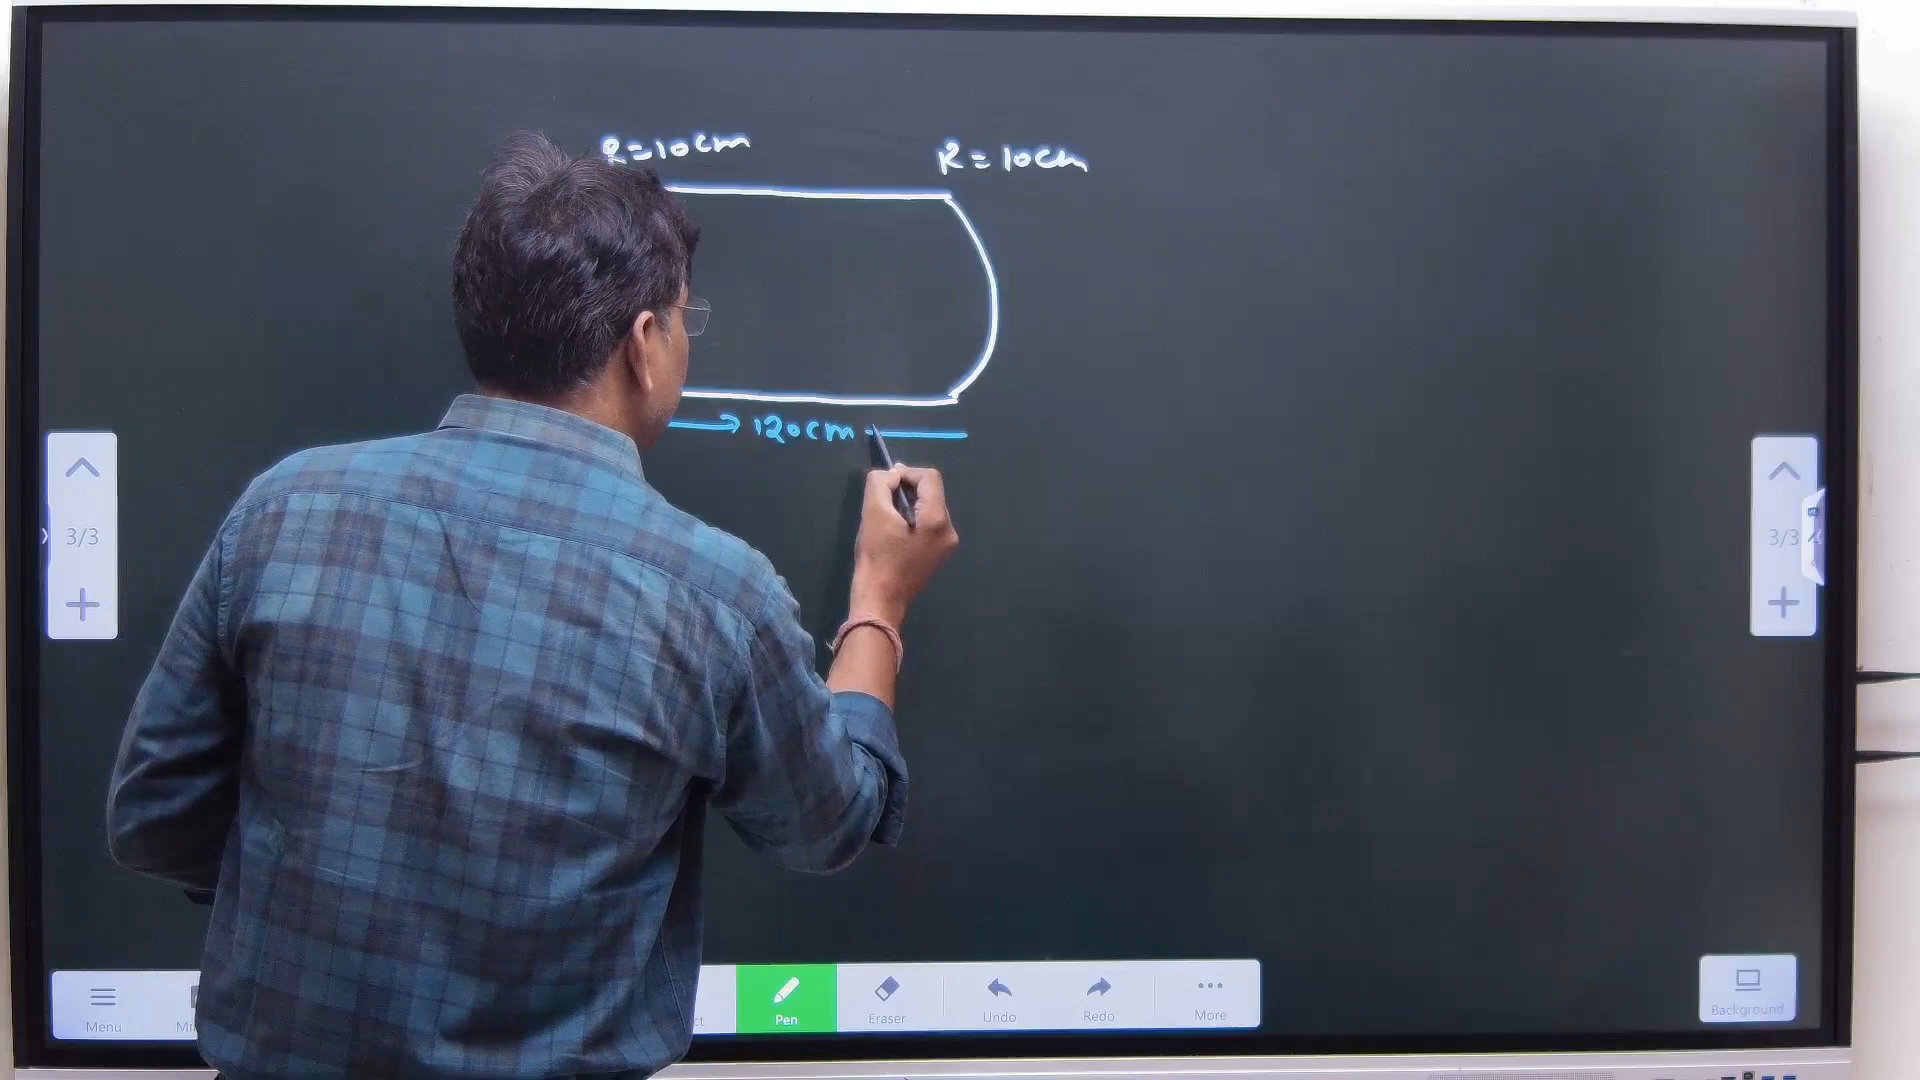 R=10cm
R = 10cm
120cm
3/3
3/3
Menu
Pen
Eraser
Undo
Redo
More
Background